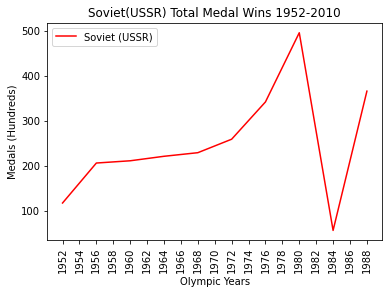 Soviet(USSR) Total Medal Wins 1952-2010
Soviet (USSR)
500
400
300
200
100
Medals (Hundreds)
1952 1954 1956 1958 1960 1962 1964 1966 1968 1970 1972 1974 1976 1978 1980 1982 1984 1986 1988
Olympic Years